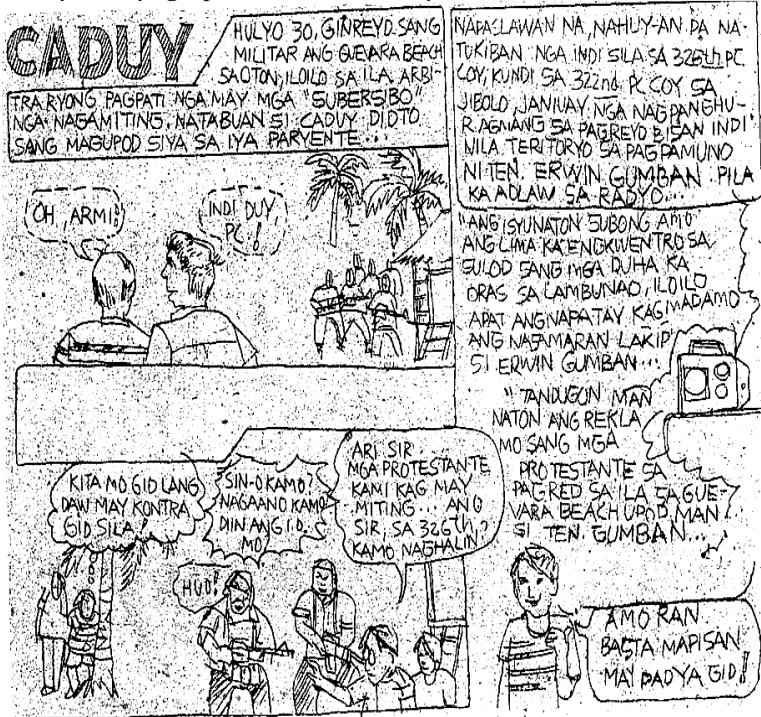 CADUY
HULYO 30, GINREYD SANG
MILITAR ANG GUEVARA BEACH
SA OTON, ILOILO SA ILA ARBI-
TRARYONG PAGPATI NGA MAY MGA "SUBERSIBO"
NGA NAGAMITING. NATABUAN SI CADUY DIDTO
SANG MAGUPOD SIYA SA IYA PARYENTE...
OH, ARMI!
INDI DUY,
PC!
KITA MO GID LANG
DAW MAY KONTRA
GID SILA!
SIN-O KAMO?
NAGAANO KAMO
DIIN ANG I.D.
MO
HUO!
ARI SIR.
MGA PROTESTANTE
KAMI KAG MAY
MITING... ANO
SIR, SA 326th,
KAMO NAGHALIN
NAPASLAWAN NA, NAHUY-AN PA NA-
TUKIBAN NGA INDI SILA SA 326th PC
COY, KUNDI SA 322nd PC COY SA
JIBOLO, JANIUAY NGA NAGPANGHU-
RAGMANG SA PAGREYD BISAN INDI
NILA TERITORYO SA PAGPAMUNO
NI TEN. ERWIN GUMBAN. PILA
KA ADLAW SA RADYO...
"ANG ISYU NATON SUBONG AMO
ANG LIMA KA ENGKWENTRO SA
SULOD SANG MGA DUHA KA
ORAS SA LAMBUNAO, ILOILO
APAT ANG NAPATAY KAG MADAMO
ANG NASAMARAN LAKIP
SI ERWIN GUMBAN...
"TANDUGON MAN
NATON ANG REKLA
MO SANG MGA
PROTESTANTE SA
PAGRED SA ILA SA GUE-
VARA BEACH UPOD MAN
SI TEN. GUMBAN...
AMO RAN
BASTA MAPISAN
MAY PADYA GID!